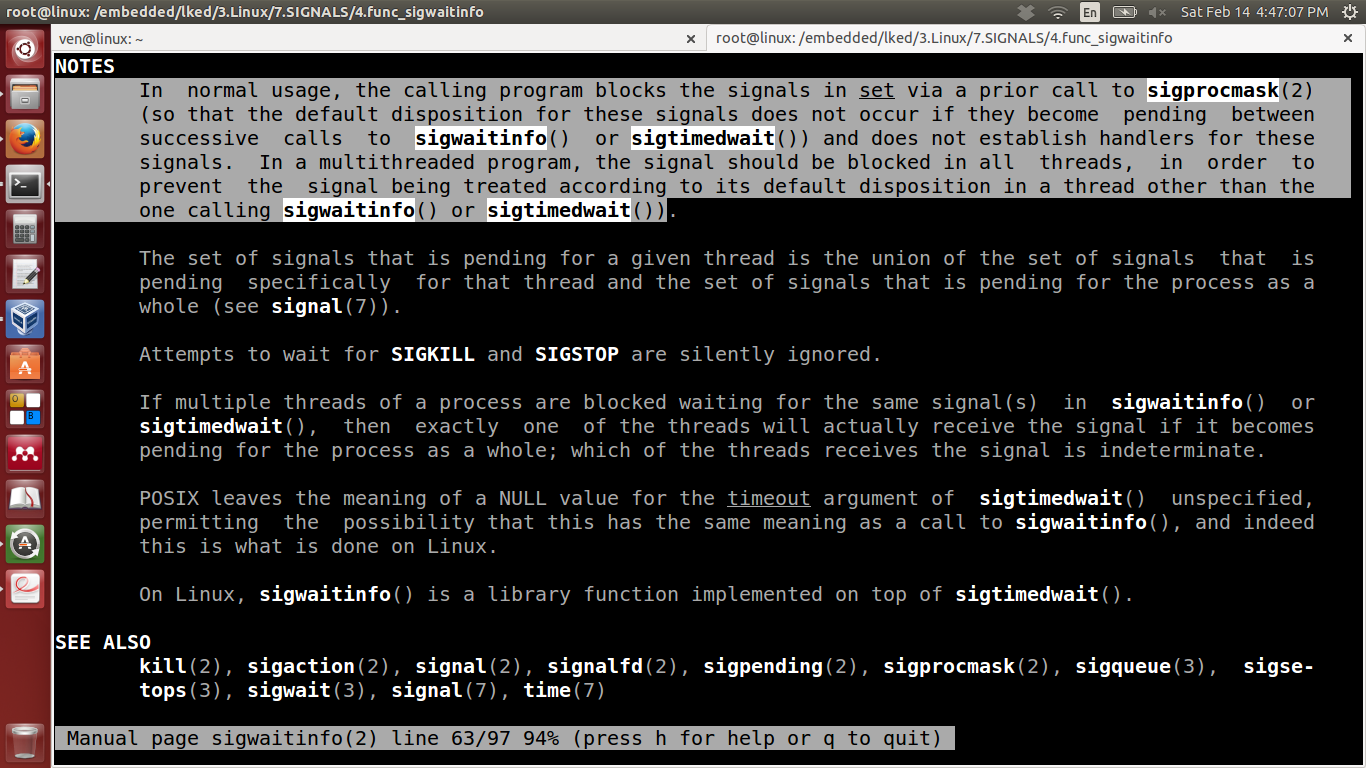 root@linux: /embedded/lked/3.Linux/7.SIGNALS/4.func_sigwaitinfo
En
Sat Feb 14 4:47:07 PM
ven@linux: ~
root@linux: /embedded/lked/3.Linux/7.SIGNALS/4.func_sigwaitinfo
NOTES
In  normal usage, the calling program blocks the signals in set via a prior call to sigprocmask(2)
(so that the default disposition for these signals does not occur if they become  pending  between
successive  calls  to  sigwaitinfo()  or sigtimedwait()) and does not establish handlers for these
signals.  In a multithreaded program, the signal should be blocked in all  threads,  in  order  to
prevent  the  signal being treated according to its default disposition in a thread other than the
one calling sigwaitinfo() or sigtimedwait()).
The set of signals that is pending for a given thread is the union of the set of signals  that  is
pending  specifically  for that thread and the set of signals that is pending for the process as a
whole (see signal(7)).
Attempts to wait for SIGKILL and SIGSTOP are silently ignored.
If multiple threads of a process are blocked waiting for the same signal(s)  in  sigwaitinfo()  or
sigtimedwait(),  then  exactly  one  of the threads will actually receive the signal if it becomes
pending for the process as a whole; which of the threads receives the signal is indeterminate.
POSIX leaves the meaning of a NULL value for the timeout argument of  sigtimedwait()  unspecified,
permitting  the  possibility that this has the same meaning as a call to sigwaitinfo(), and indeed
this is what is done on Linux.
On Linux, sigwaitinfo() is a library function implemented on top of sigtimedwait().
SEE ALSO
kill(2), sigaction(2), signal(2), signalfd(2), sigpending(2), sigprocmask(2), sigqueue(3),  sigse-
tops(3), sigwait(3), signal(7), time(7)
Manual page sigwaitinfo(2) line 63/97 94% (press h for help or q to quit)